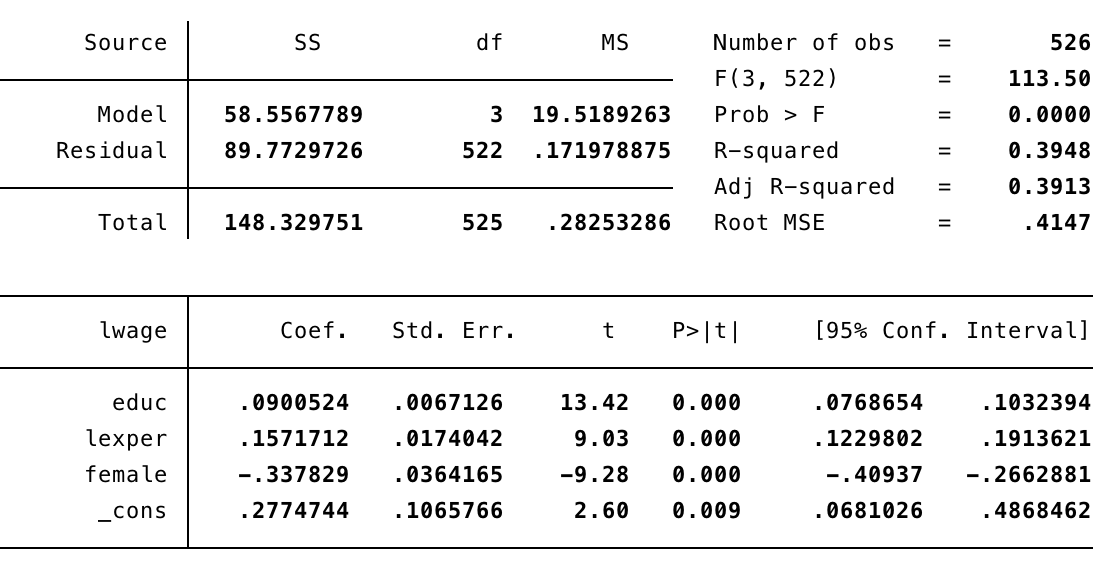 Source SS df MS Number of obs = 526
F(3, 522) = 113.50
Model 58.5567789 3 19.5189263 Prob > F = 0.0000
Residual 89.7729726 522 .171978875 R-squared = 0.3948
Adj R-squared = 0.3913
Total 148.329751 525 .28253286 Root MSE = .4147
lwage Coef. Std. Err. t P>|t| [95% Conf. Interval]
educ .0900524 .0067126 13.42 0.000 .0768654 .1032394
lexper .1571712 .0174042 9.03 0.000 .1229802 .1913621
female -.337829 .0364165 -9.28 0.000 -.40937 -.2662881
_cons .2774744 .1065766 2.60 0.009 .0681026 .4868462